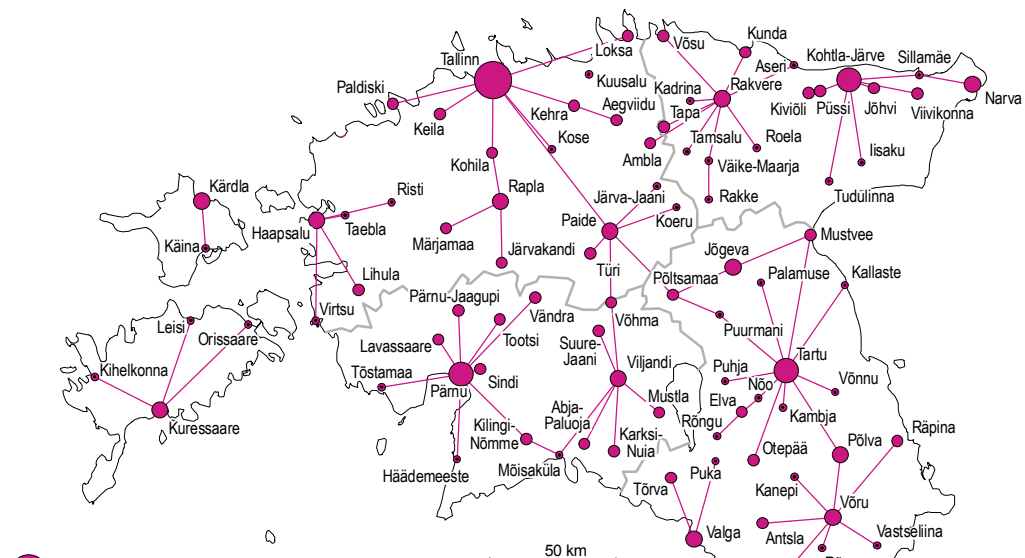 Loksa
Võsu
Kunda
Tallinn
Aseri
Kohtla-Järve
Sillamäe
Kuusalu
Kadrina
Rakvere
Paldiski
Narva
Keila
Kehra
Aegviidu
Tapa
Kiviõli
Püssi
Jõhvi
Viivikonna
Kose
Tamsalu
Roela
Ambla
Iisaku
Kohila
Väike-Maarja
Kärdla
Risti
Rapla
Järva-Jaani
Rakke
Tudulinna
Haapsalu
Taebla
Paide
Koeru
Mustvee
Käina
Märjamaa
Järvakandi
Jõgeva
Lihula
Türi
Põltsamaa
Palamuse
Kallaste
Pärnu-Jaagupi
Virtsu
Vändra
Võhma
Leisi
Orissaare
Tootsi
Puurmani
Lavassaare
Suure-
Jaani
Tartu
Kihelkonna
Tõstamaa
Sindi
Viljandi
Puhja
Nõo
Võnnu
Pärnu
Mustla
Elva
Kambja
Kuressaare
Kilingi-
Nõmme
Abja-
Paluoja
Karksi-
Nuia
Rõngu
Räpina
Otepää
Põlva
Häädemeeste
Mõisaküla
Puka
Tõrva
Kanepi
Võru
Valga
Antsla
Vastseliina
50 km